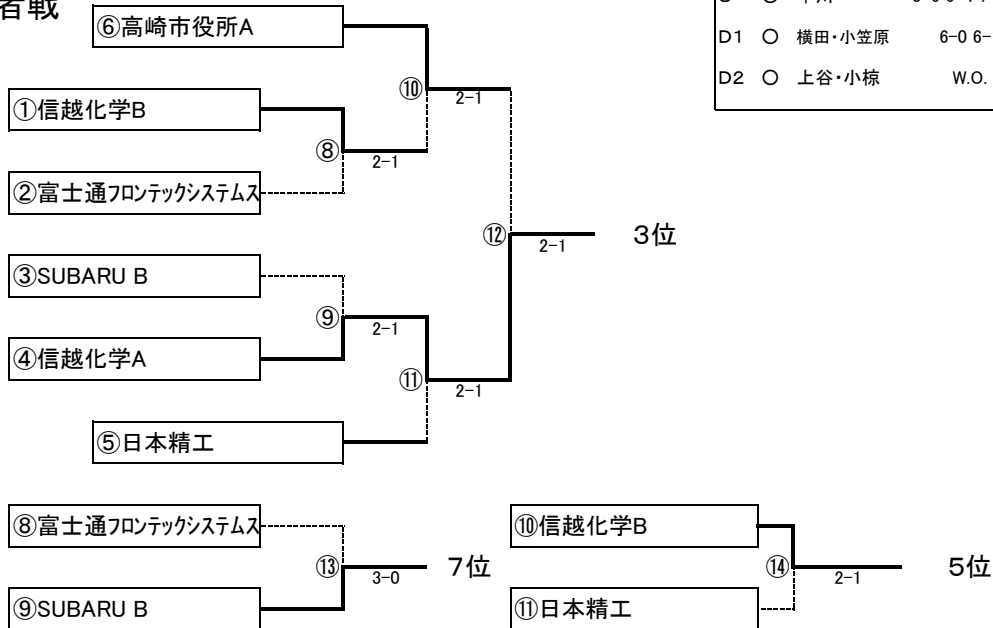 者戦
⑥高崎市役所A
D1 ○ 横田・小笠原 6-0 6-
D2 ○ 上谷・小椋 W.O.
⑩
2-1
①信越化学B
⑧
2-1
②富士通フロンテックシステムス
⑫
2-1
3位
③SUBARU B
⑨
2-1
④信越化学A
⑪
2-1
⑤日本精工
⑧富士通フロンテックシステムス
⑬
3-0
7位
⑨SUBARU B
⑩信越化学B
⑭
2-1
5位
⑪日本精工